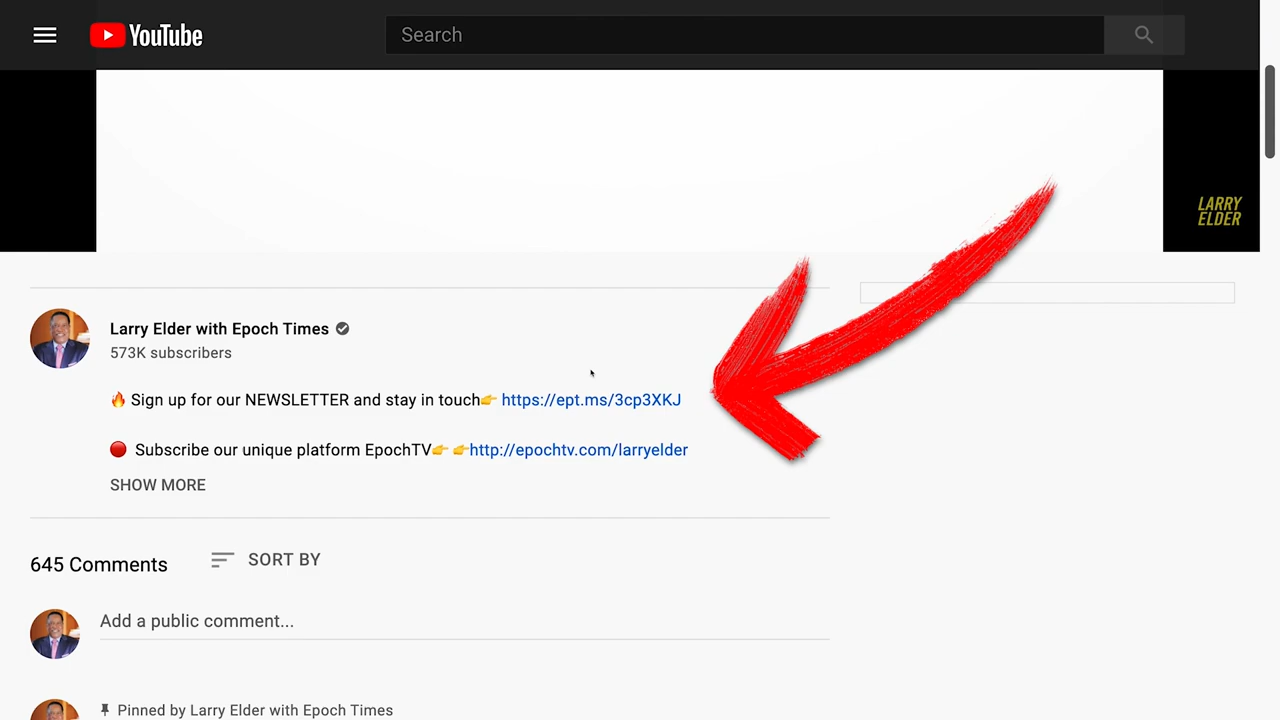 YouTube
Search
LARRY
ELDER
Larry Elder with Epoch Times
573K subscribers
🔥 Sign up for our NEWSLETTER and stay in touch👉 https://ept.ms/3cp3XKJ
🔴 Subscribe our unique platform EpochTV👉 👉http://epochtv.com/larryelder
SHOW MORE
645 Comments
SORT BY
Add a public comment...
Pinned by Larry Elder with Epoch Times